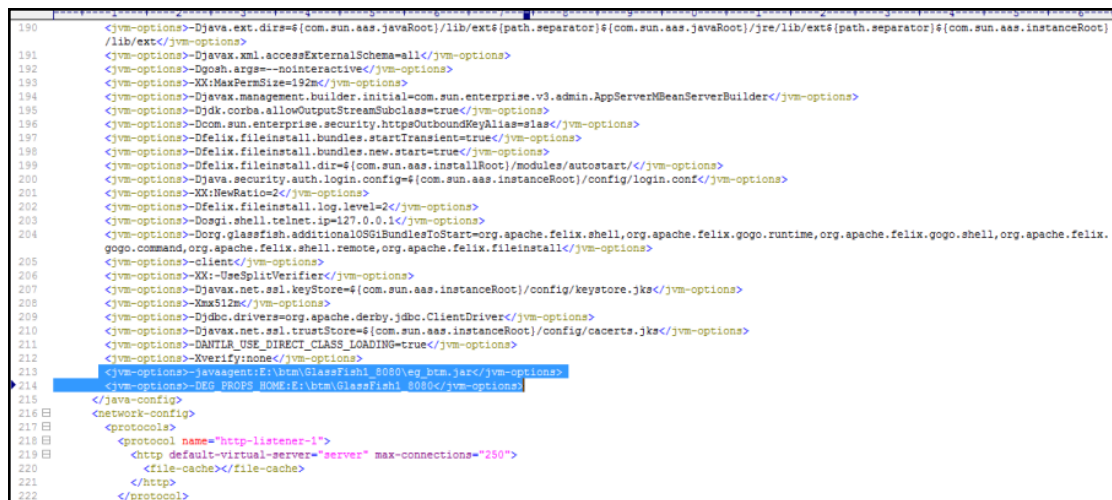 1 2 3 4 5 6 7 8 9 1 2 3 4 5 6
190 <jvm-options>-Djava.ext.dirs=${com.sun.aas.javaRoot}/lib/ext${path.separator}${com.sun.aas.javaRoot}/jre/lib/ext${path.separator}${com.sun.aas.instanceRoot}
/lib/ext</jvm-options>
191 <jvm-options>-Djavax.xml.accessExternalSchema=all</jvm-options>
192 <jvm-options>-Dgosh.args=--nointeractive</jvm-options>
193 <jvm-options>-XX:MaxPermSize=192m</jvm-options>
194 <jvm-options>-Djavax.management.builder.initial=com.sun.enterprise.v3.admin.AppServerMBeanServerBuilder</jvm-options>
195 <jvm-options>-Djdk.corba.allowOutputStreamSubclass=true</jvm-options>
196 <jvm-options>-Dcom.sun.enterprise.security.httpsOutboundKeyAlias=slas</jvm-options>
197 <jvm-options>-Dfelix.fileinstall.bundles.startTransient=true</jvm-options>
198 <jvm-options>-Dfelix.fileinstall.bundles.new.start=true</jvm-options>
199 <jvm-options>-Dfelix.fileinstall.dir=${com.sun.aas.installRoot}/modules/autostart/</jvm-options>
200 <jvm-options>-Djava.security.auth.login.config=${com.sun.aas.instanceRoot}/config/login.conf</jvm-options>
201 <jvm-options>-XX:NewRatio=2</jvm-options>
202 <jvm-options>-Dfelix.fileinstall.log.level=2</jvm-options>
203 <jvm-options>-Dosgi.shell.telnet.ip=127.0.0.1</jvm-options>
204 <jvm-options>-Dorg.glassfish.additionalOSGiBundlesToStart=org.apache.felix.shell,org.apache.felix.gogo.runtime,org.apache.felix.gogo.shell,org.apache.felix.
gogo.command,org.apache.felix.shell.remote,org.apache.felix.fileinstall</jvm-options>
205 <jvm-options>-client</jvm-options>
206 <jvm-options>-XX:-UseSplitVerifier</jvm-options>
207 <jvm-options>-Djavax.net.ssl.keyStore=${com.sun.aas.instanceRoot}/config/keystore.jks</jvm-options>
208 <jvm-options>-Xmx512m</jvm-options>
209 <jvm-options>-Djdbc.drivers=org.apache.derby.jdbc.ClientDriver</jvm-options>
210 <jvm-options>-Djavax.net.ssl.trustStore=${com.sun.aas.instanceRoot}/config/cacerts.jks</jvm-options>
211 <jvm-options>-DANTLR_USE_DIRECT_CLASS_LOADING=true</jvm-options>
212 <jvm-options>-Xverify:none</jvm-options>
213 <jvm-options>-javaagent:E:\btm\GlassFish1_8080\eg_btm.jar</jvm-options>
214 <jvm-options>-DEG_PROPS_HOME:E:\btm\GlassFish1_8080</jvm-options>
215 </java-config>
216 <network-config>
217 <protocols>
218 <protocol name="http-listener-1">
219 <http default-virtual-server="server" max-connections="250">
220 <file-cache></file-cache>
221 </http>
222 </protocol>